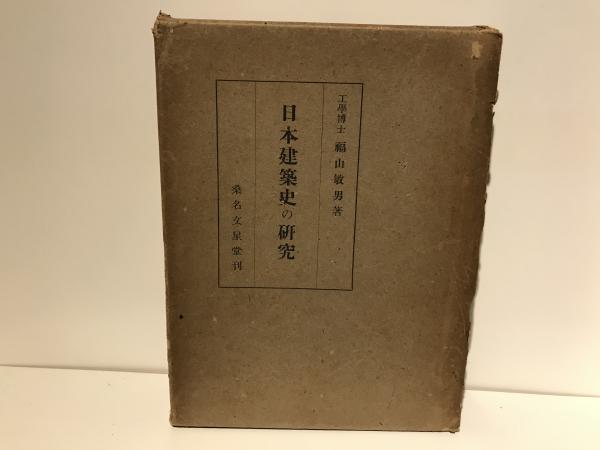 工學博士 福山敏男著
日本建築史の研究
桑名文星堂刊